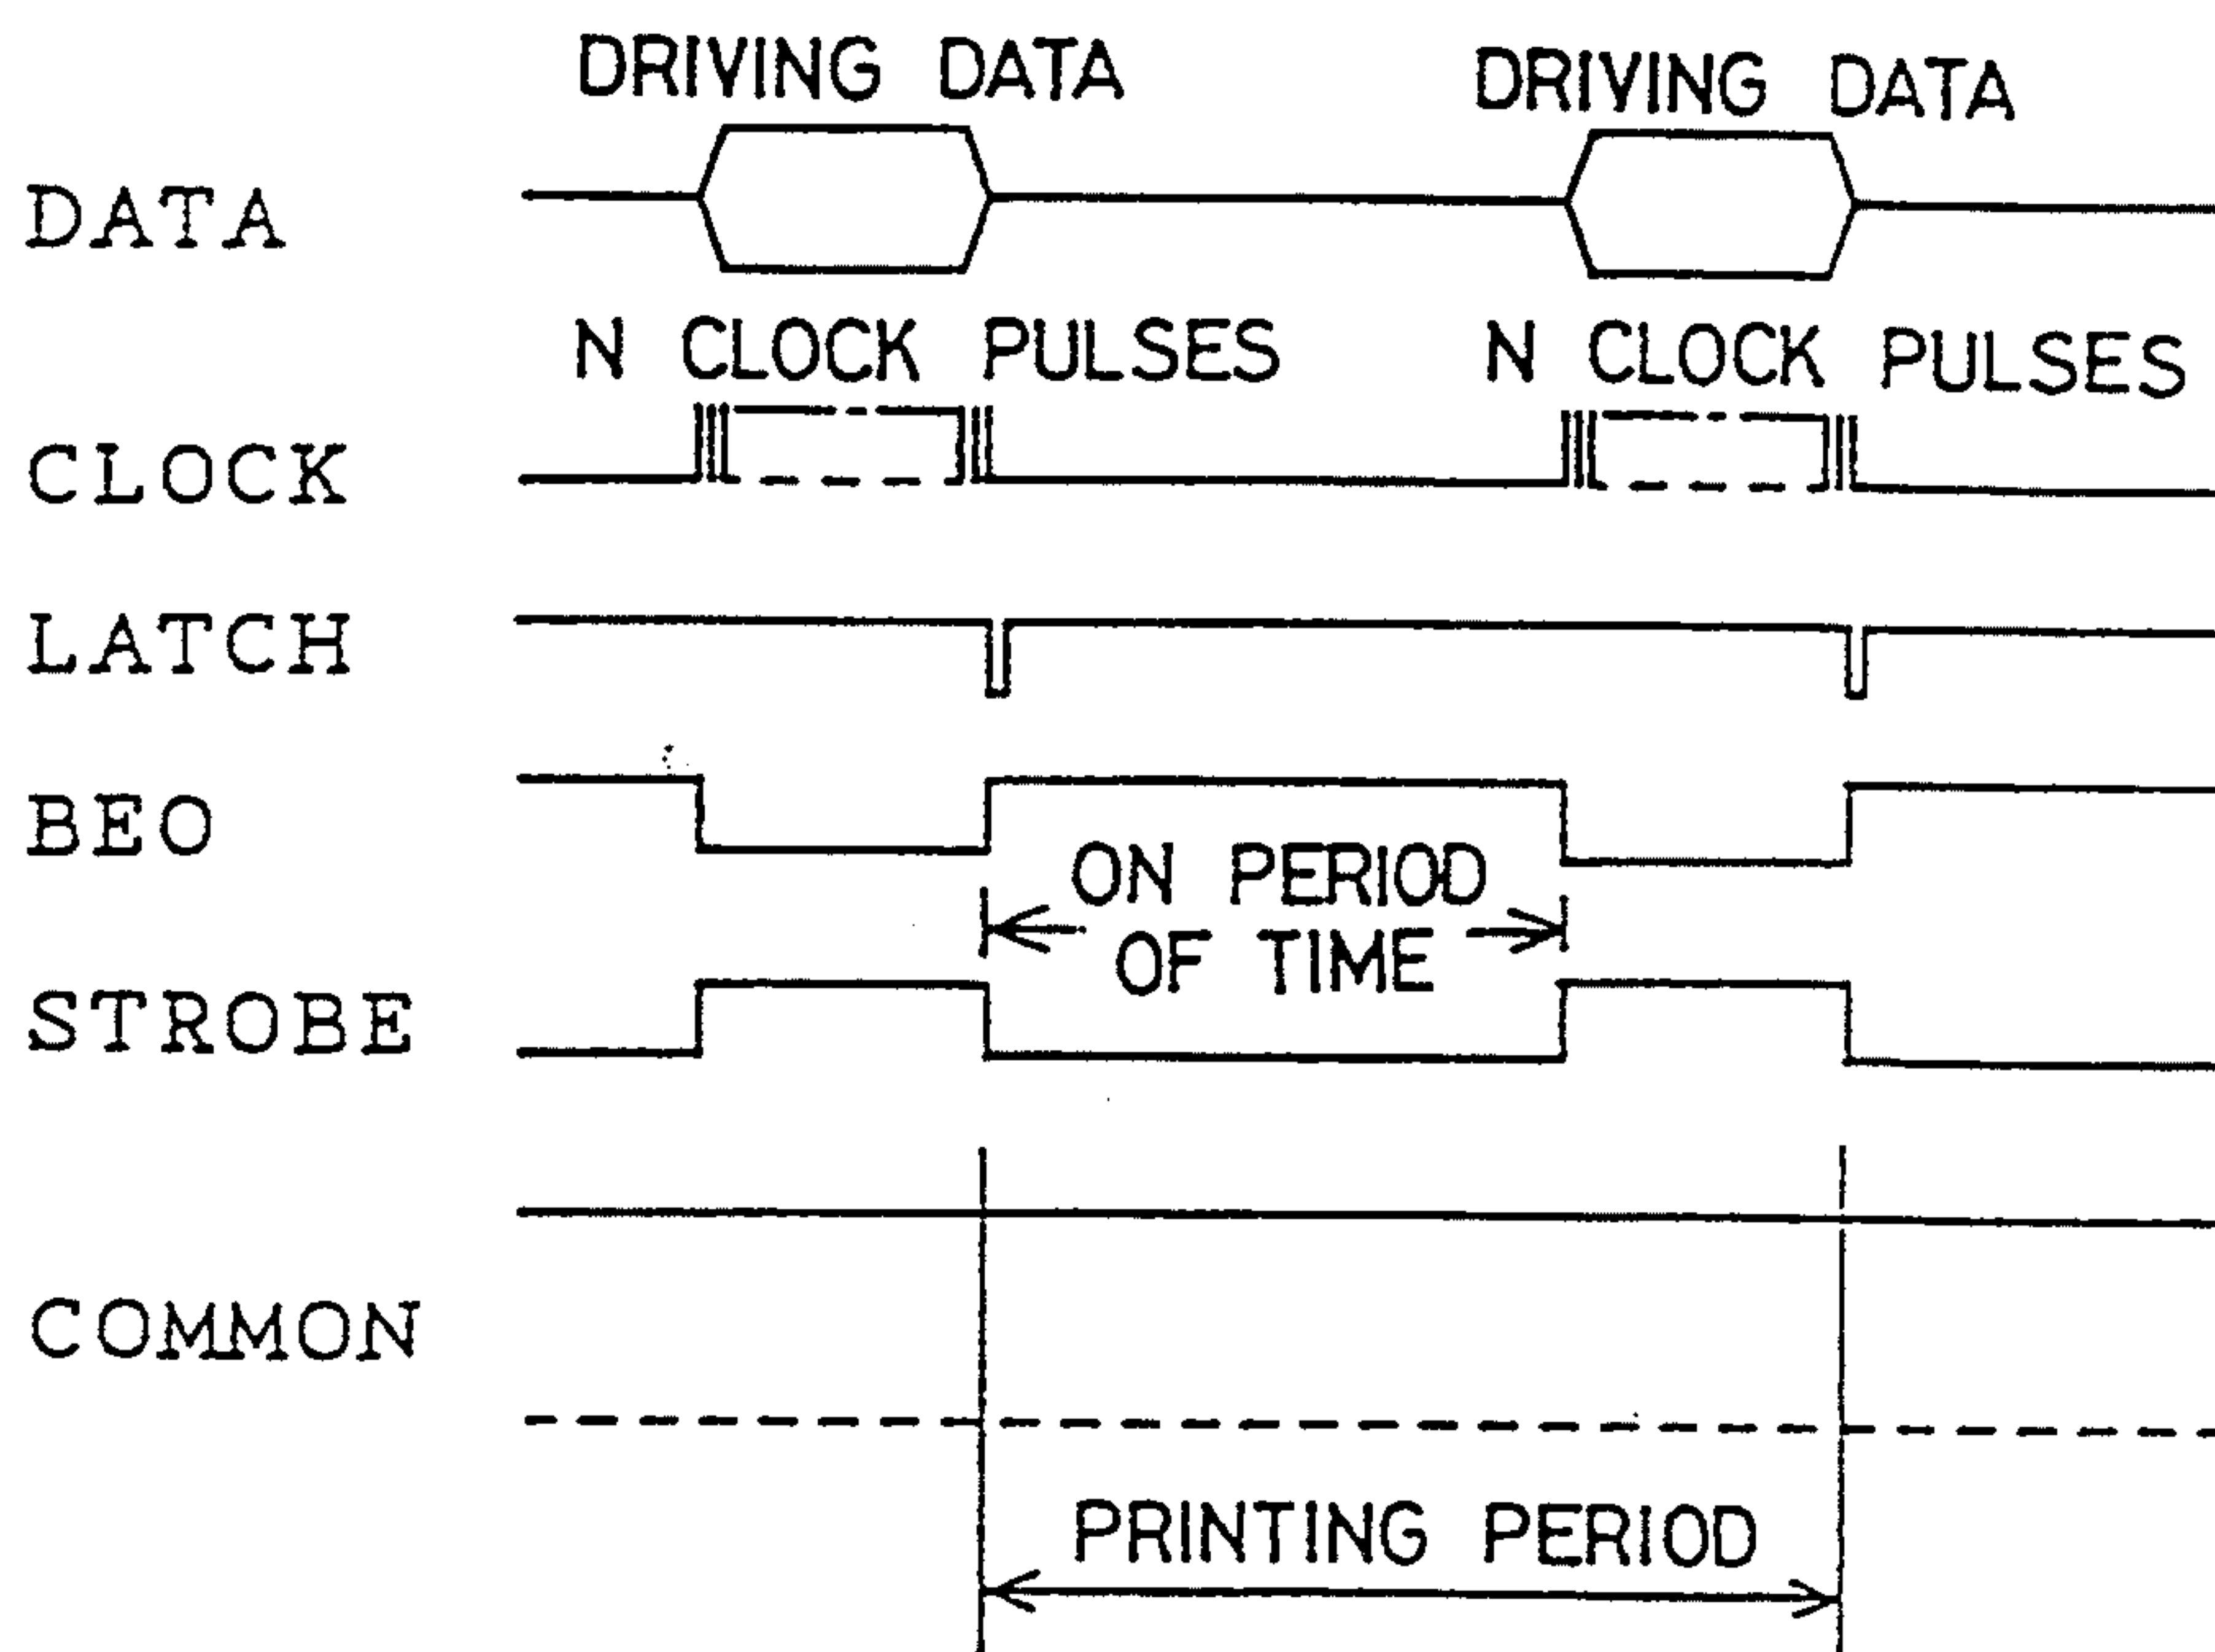 DRIVING DATA
DRIVING DATA
DATA
N CLOCK PULSES
N CLOCK PULSES
CLOCK
LATCH
BEO
ON PERIOD
OF TIME
STROBE
COMMON
PRINTING PERIOD